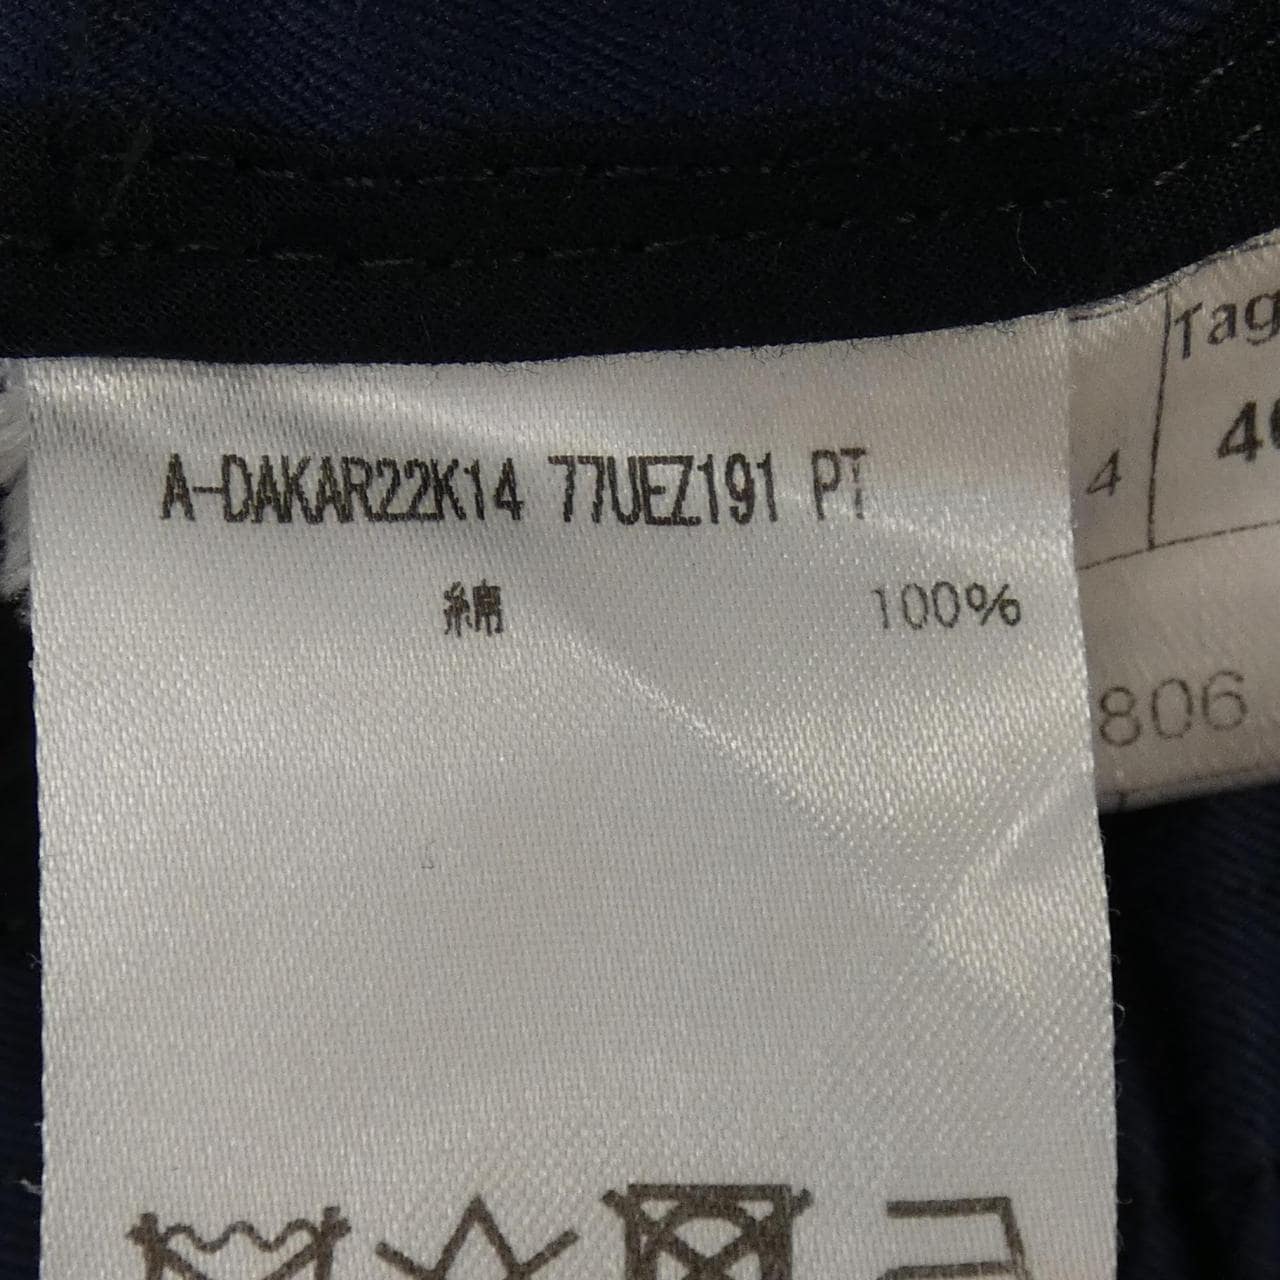 A-DAKAR22K14 77UEZ191 PT
綿 100%
Tag
4
806